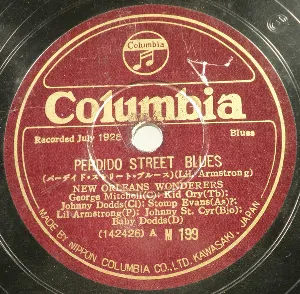 Columbia
Columbia
Recorded July 1926 Blues
PERDIDO STREET BLUES
(パーディド・ストリート・ブルース) (Lil Armstrong)
NEW ORLEANS WONDERERS
George Mitchell(C); Kid Ory(Tb);
Johnny Dodds(Cl); Stomp Evans(As)?;
Lil Armstrong(P); Johnny St. Cyr(Bjo);
Baby Dodds(D)
(142426) A M 199
MADE BY NIPPON COLUMBIA CO., LTD. KAWASAKI, JAPAN